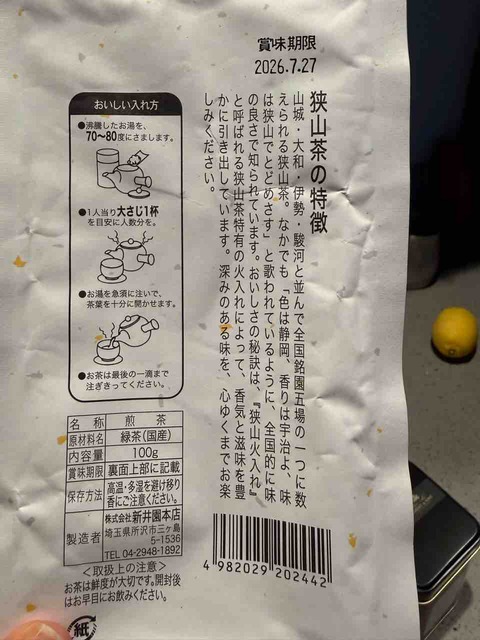 賞味期限
2026.7.27
狭山茶の特徴
山城・大和・伊勢・駿河と並んで全国銘園五場の一つに数
えられる狭山茶。なかでも「色は静岡、香りは宇治よ、味
は狭山でとどめさす」と歌われているように、全国的に味
の良さで知られています。おいしさの秘訣は、『狭山火入れ』
と呼ばれる狭山茶特有の火入れによって、香気と滋味を豊
かに引き出しています。深みのある味を、心ゆくまでお楽
しみください。
おいしい入れ方
●沸騰したお湯を、
70〜80度にさまします。
●1人当り大さじ1杯
を目安に人数分を。
●お湯を急須に注いで、
茶葉を十分に開かせます。
●お茶は最後の一滴まで
注ぎきってください。
名称 煎茶
原材料名 緑茶(国産)
内容量 100g
賞味期限 裏面上部に記載
保存方法 高温・多湿を避け移り
香にご注意ください。
製造者 株式会社新井園本店
埼玉県所沢市三ヶ島
5-1536
TEL 04-2948-1892
<取扱上の注意>
お茶は鮮度が大切です。開封後
はお早目にお飲みください。
紙
4 982029 202442